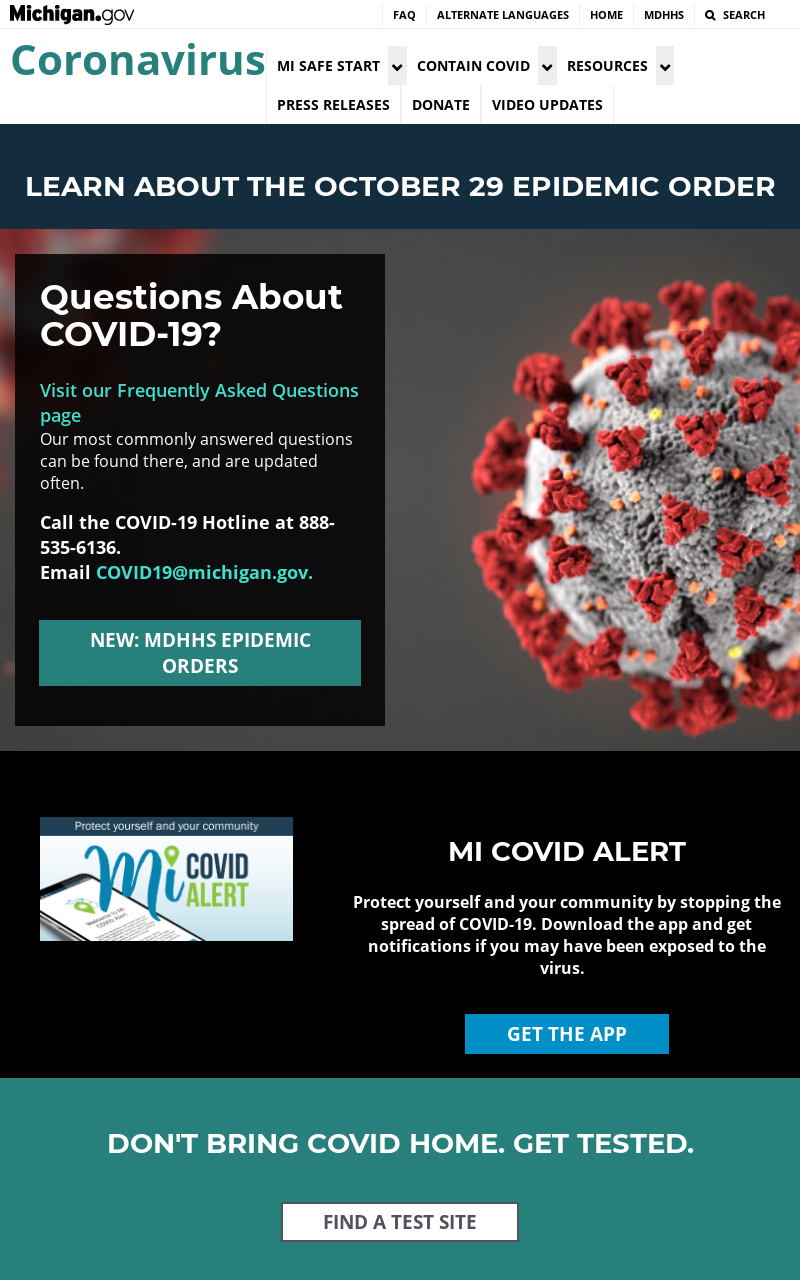 Michigan.gov
FAQ
ALTERNATE LANGUAGES
HOME
MDHHS
SEARCH
Coronavirus
MI SAFE START
CONTAIN COVID
RESOURCES
PRESS RELEASES
DONATE
VIDEO UPDATES
LEARN ABOUT THE OCTOBER 29 EPIDEMIC ORDER
Questions About
COVID-19?
Visit our Frequently Asked Questions
page
Our most commonly answered questions
can be found there, and are updated
often.
Call the COVID-19 Hotline at 888-
535-6136.
Email COVID19@michigan.gov.
NEW: MDHHS EPIDEMIC
ORDERS
Protect yourself and your community
Mi COVID
ALERT
Welcome to MI
COVID Alert
MI COVID ALERT
Protect yourself and your community by stopping the
spread of COVID-19. Download the app and get
notifications if you may have been exposed to the
virus.
GET THE APP
DON'T BRING COVID HOME. GET TESTED.
FIND A TEST SITE